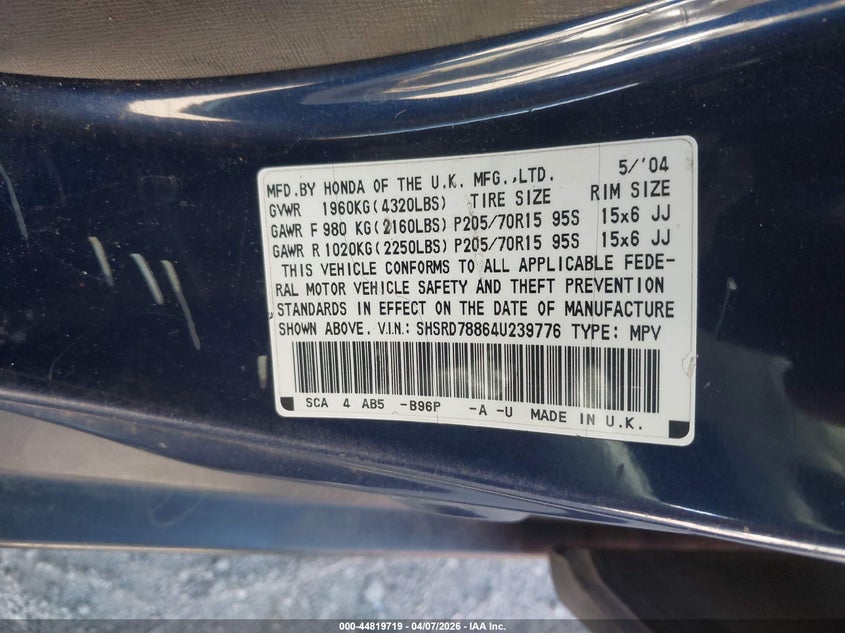 5/'04
MFD.BY HONDA OF THE U.K. MFG.,LTD.
GVWR 1960KG(4320LBS) TIRE SIZE RIM SIZE
GAWR F 980 KG(2160LBS) P205/70R15 95S 15x6 JJ
GAWR R 1020KG(2250LBS) P205/70R15 95S 15x6 JJ
THIS VEHICLE CONFORMS TO ALL APPLICABLE FEDE-
RAL MOTOR VEHICLE SAFETY AND THEFT PREVENTION
STANDARDS IN EFFECT ON THE DATE OF MANUFACTURE
SHOWN ABOVE. V.I.N.: SHSRD78864U239776 TYPE: MPV
SCA 4 AB5 -B96P -A -U MADE IN U.K.
000-44819719 | 04/07/2026 | IAA Inc.